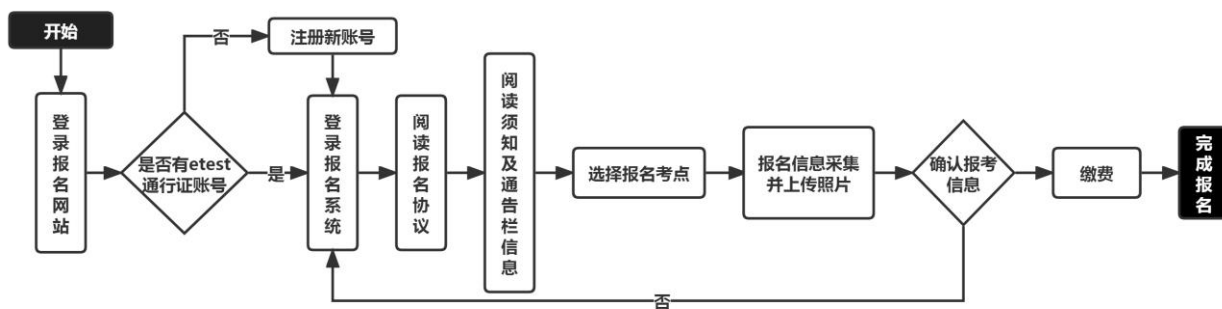 开始
否
注册新账号
登录报名网站
是否有etest
通行证账号
是
登录报名系统
阅读报名协议
阅读须知及通告栏信息
选择报名考点
报名信息采集
并上传照片
确认报考
信息
缴费
完成报名
否